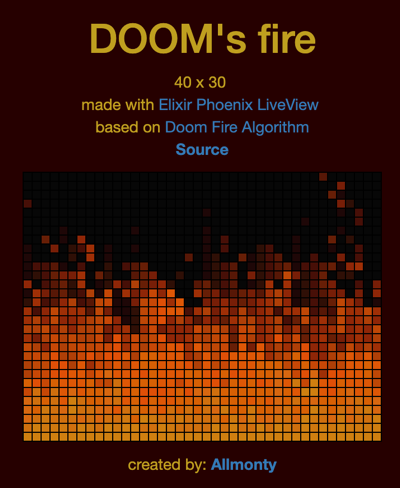 DOOM's fire
40 x 30
made with Elixir Phoenix LiveView
based on Doom Fire Algorithm
Source
created by: Allmonty